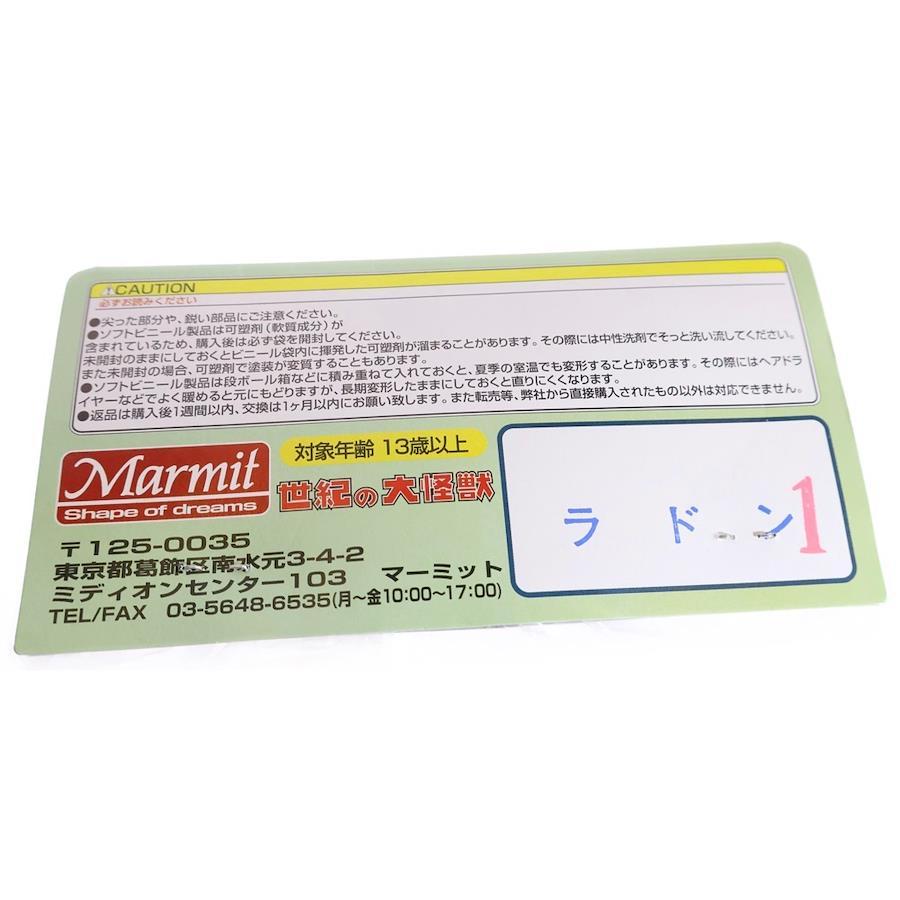 ⚠CAUTION
必ずお読みください
●尖った部分や、鋭い部品にご注意ください。
●ソフトビニール製品は可塑剤(軟質成分)が
含まれているため、購入後は必ず袋を開封してください。
未開封のままにしておくとビニール袋内に揮発した可塑剤が溜まることがあります。その際には中性洗剤でそっと洗い流してください。
また未開封の場合、可塑剤で塗装が変質することもあります。
●ソフトビニール製品は段ボール箱などに積み重ねて入れておくと、夏季の室温でも変形することがあります。その際にはヘアドラ
イヤーなどでよく暖めると元にもどりますが、長期変形したままにしておくと直りにくくなります。
●返品は購入後1週間以内、交換は1ヶ月以内にお願い致します。また転売等、弊社から直接購入されたもの以外は対応できません。
対象年齢 13歳以上
Marmit
Shape of dreams
世紀の大怪獣
ラドン
1
〒125-0035
東京都葛飾区南水元3-4-2
ミディオンセンター103 マーミット
TEL/FAX 03-5648-6535(月～金10:00～17:00)